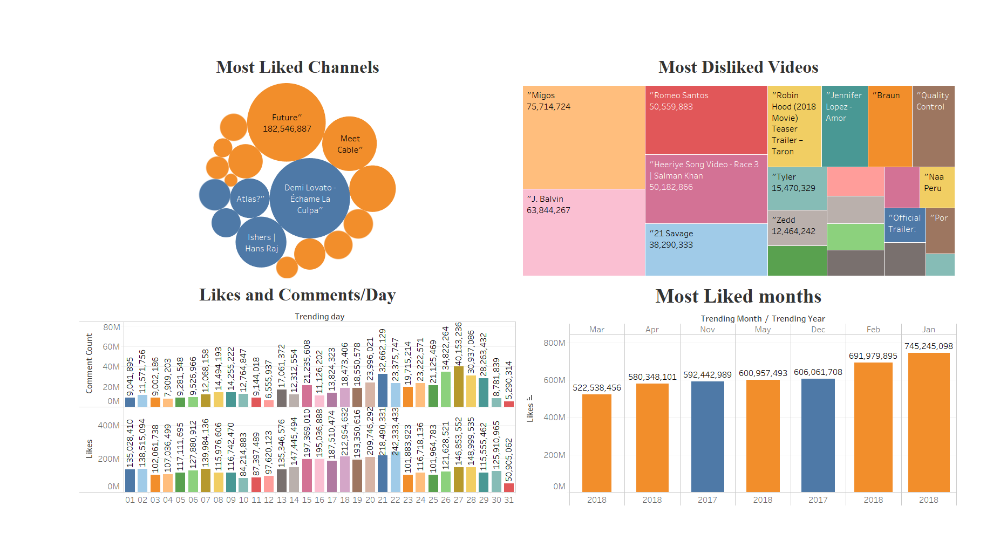 Most Liked Channels
Future”
182,546,887
Meet
Cable”
Demi Lovato -
Échame La
Culpa”
Atlas?”
Ishers |
Hans Raj
Most Disliked Videos
”Migos
75,714,724
”J. Balvin
63,844,267
”Romeo Santos
50,559,883
”Heeriye Song Video - Race 3
| Salman Khan
50,182,866
”21 Savage
38,290,333
”Robin
Hood (2018
Movie)
Teaser
Trailer –
Taron
”Jennifer
Lopez -
Amor
”Braun
”Quality
Control
”Tyler
15,470,329
”Zedd
12,464,242
”Naa
Peru
”Official
Trailer:
”Por
Likes and Comments/Day
Trending day
Comment Count
80M
60M
40M
20M
0M
9,041,895
11,571,756
9,002,186
7,909,203
9,281,548
9,526,966
12,068,158
14,494,193
14,255,222
12,764,847
9,144,018
6,555,937
17,061,372
12,312,554
21,235,608
11,126,202
13,824,323
18,473,406
18,550,578
23,996,021
32,662,129
23,375,747
19,715,214
23,222,571
21,125,469
34,822,264
40,153,236
30,937,086
28,263,432
8,781,839
5,290,314
Likes
400M
200M
0M
135,028,410
138,515,094
102,061,738
107,036,499
117,111,695
127,880,912
139,984,136
115,976,606
116,742,470
84,214,883
87,397,489
97,620,123
135,346,576
147,445,494
197,369,010
195,036,888
187,510,474
212,954,632
193,350,616
209,746,292
218,490,331
242,333,433
101,883,923
116,718,136
101,964,783
121,628,521
146,853,552
148,999,535
115,555,462
125,910,965
50,905,062
01 02 03 04 05 06 07 08 09 10 11 12 13 14 15 16 17 18 19 20 21 22 23 24 25 26 27 28 29 30 31
Most Liked months
Trending Month / Trending Year
Mar Apr Nov May Dec Feb Jan
Likes
800M
600M
400M
200M
0M
522,538,456
580,348,101
592,442,989
600,957,493
606,061,708
691,979,895
745,245,098
2018 2018 2017 2018 2017 2018 2018